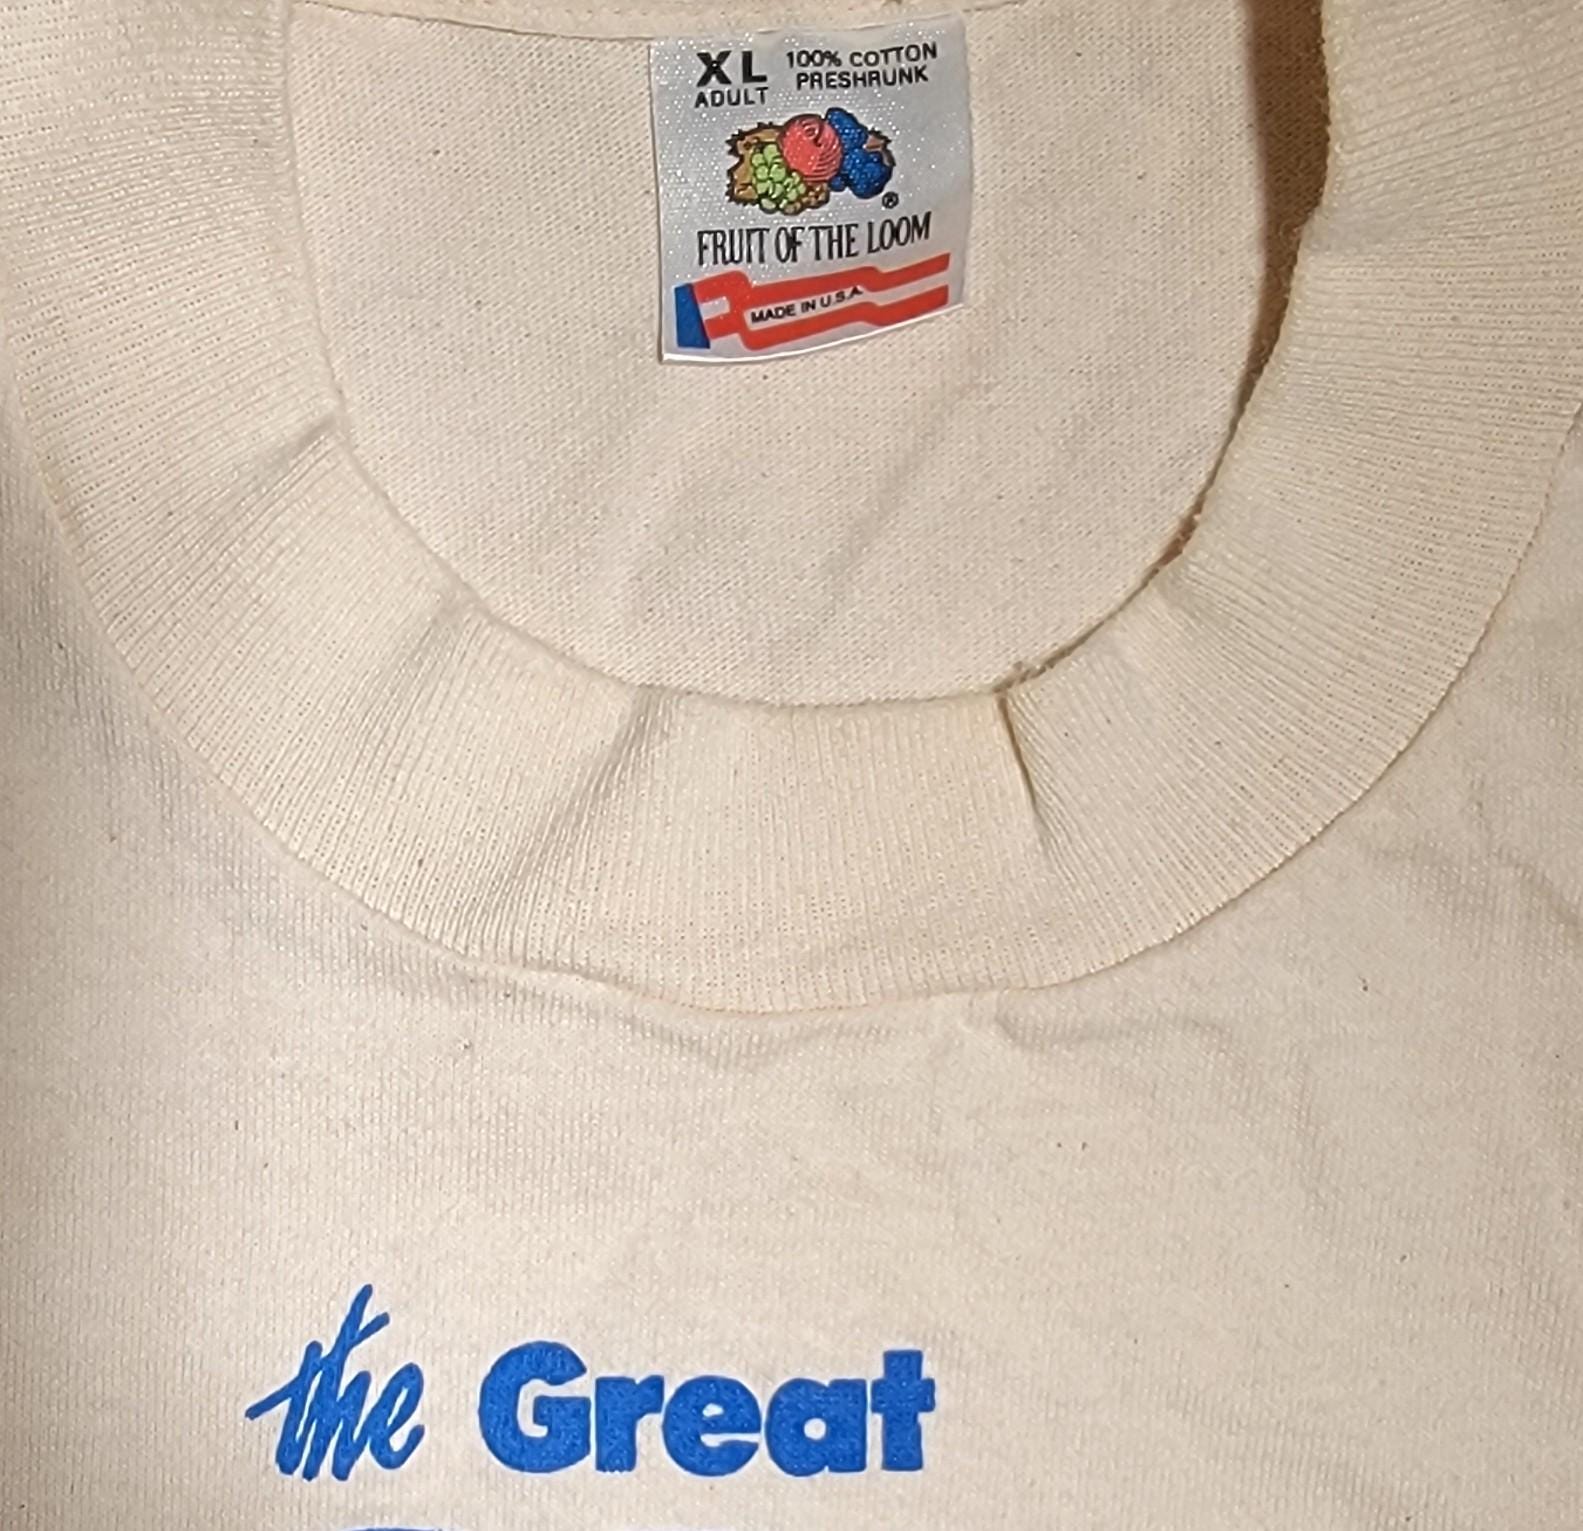 XL 100% COTTON
ADULT PRESHRUNK
®
FRUIT OF THE LOOM
MADE IN U.S.A.
the Great